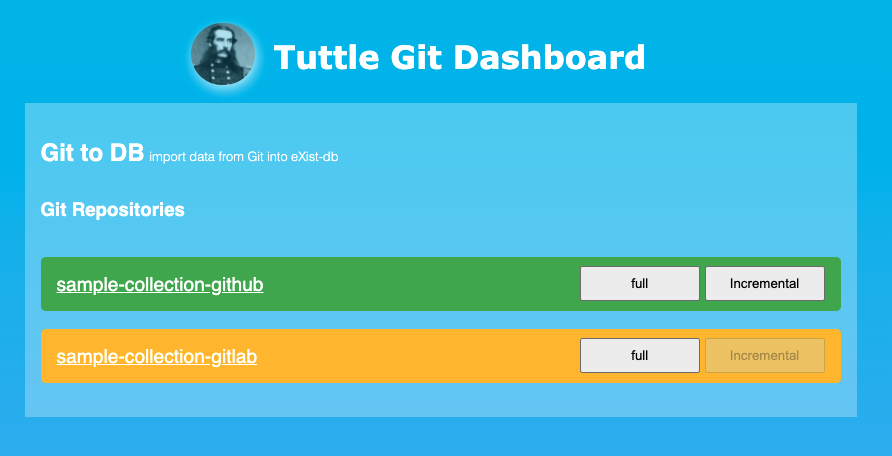 Tuttle Git Dashboard
Git to DB import data from Git into eXist-db
Git Repositories
sample-collection-github full Incremental
sample-collection-gitlab full Incremental